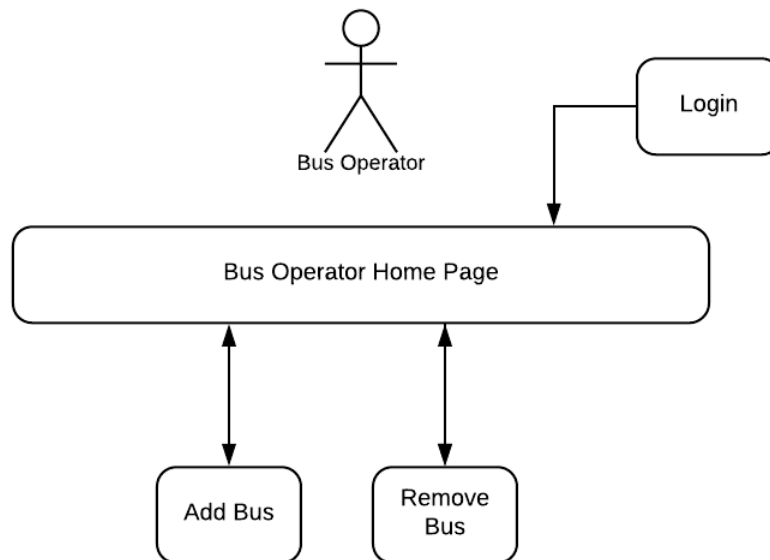 Login
Bus Operator
Bus Operator Home Page
Add Bus
Remove
Bus